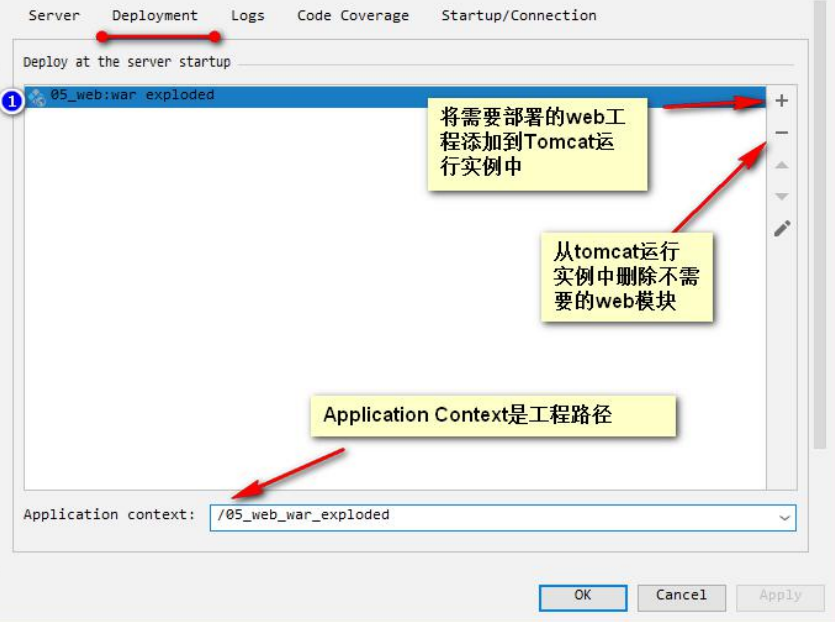 Server Deployment Logs Code Coverage Startup/Connection
Deploy at the server startup
1 05_web:war exploded
将需要部署的web工
程添加到Tomcat运
行实例中
从tomcat运行
实例中删除不需
要的web模块
Application Context是工程路径
Application context: /05_web_war_exploded
OK Cancel Apply